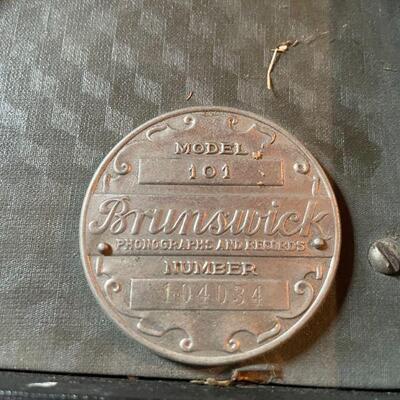 MODEL
101
Brunswick
PHONOGRAPHS AND RECORDS
NUMBER
104034